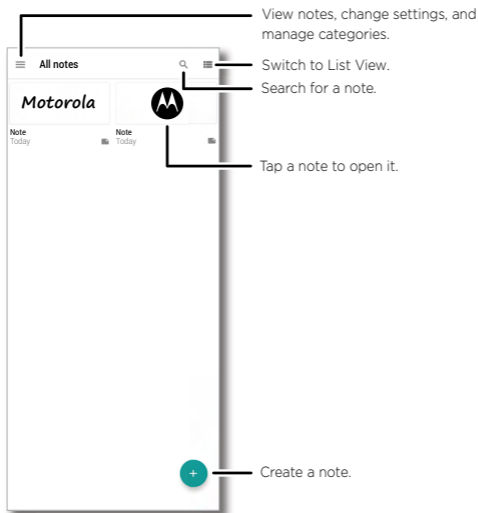 View notes, change settings, and
manage categories.
All notes
Switch to List View.
Search for a note.
Motorola
Note
Today
Note
Today
Tap a note to open it.
Create a note.